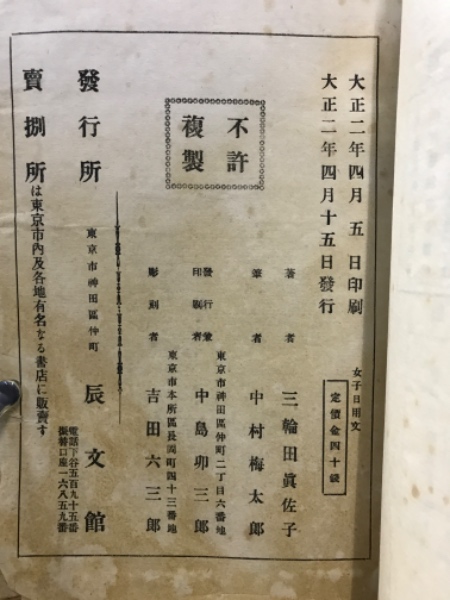 大正二年四月五日印刷
大正二年四月十五日發行
女子日用文
定價金四十錢
不許
複製
著者 三輪田眞佐子
筆者 中村梅太郎
東京市神田區仲町二丁目六番地
發行兼
印刷者 中島卯三郎
東京市本所區長岡町四十三番地
彫刻者 吉田六三郎
發行所 東京市神田區仲町 辰文館
電話下谷五百九十五番
振替口座一六八五九番
賣捌所は東京市內及各地有名なる書店に販賣す